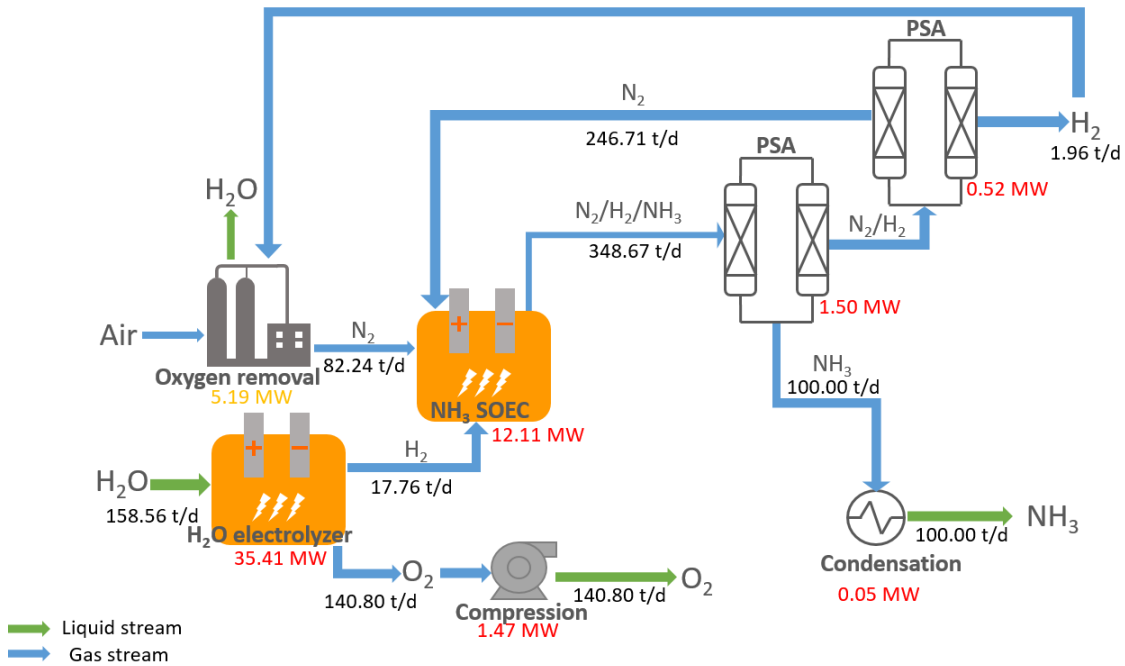 PSA
N₂
H₂
246.71 t/d
1.96 t/d
PSA
0.52 MW
H₂O
N₂/H₂/NH₃
N₂/H₂
348.67 t/d
1.50 MW
+
−
Air
N₂
82.24 t/d
Oxygen removal
5.19 MW
NH₃
100.00 t/d
NH₃ SOEC
12.11 MW
+
−
H₂
17.76 t/d
H₂O
158.56 t/d
H₂O electrolyzer
35.41 MW
NH₃
100.00 t/d
Condensation
0.05 MW
O₂
140.80 t/d
O₂
140.80 t/d
Compression
1.47 MW
Liquid stream
Gas stream